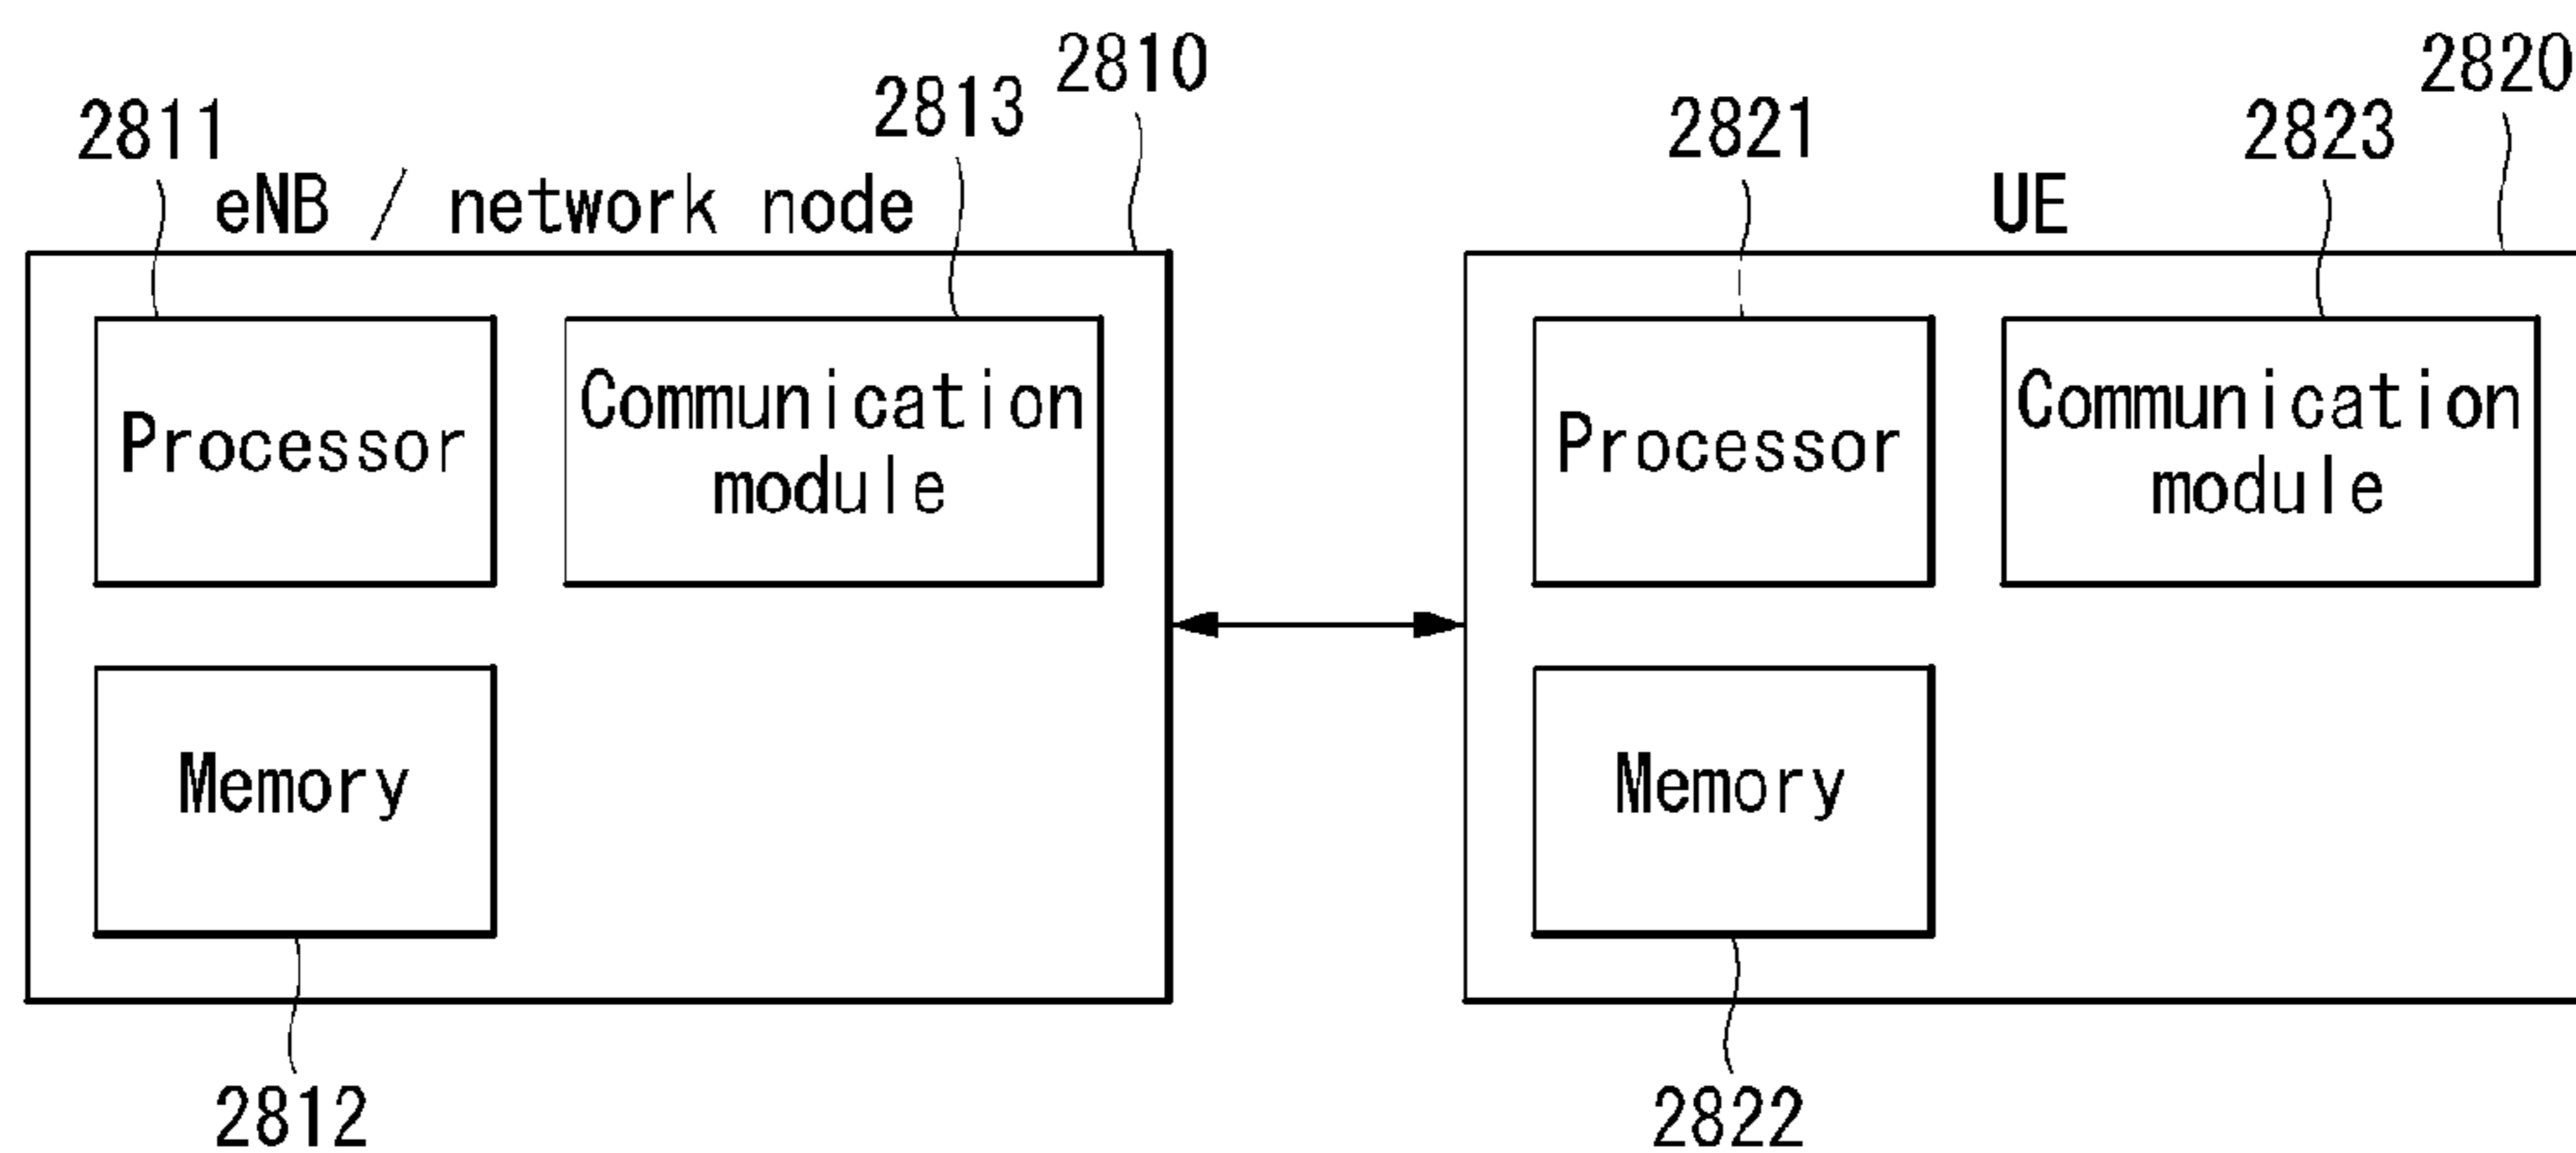 2810
2820
2811
2813
2821
2823
eNB / network node
UE
Processor
Communication
module
Processor
Communication
module
Memory
Memory
2812
2822